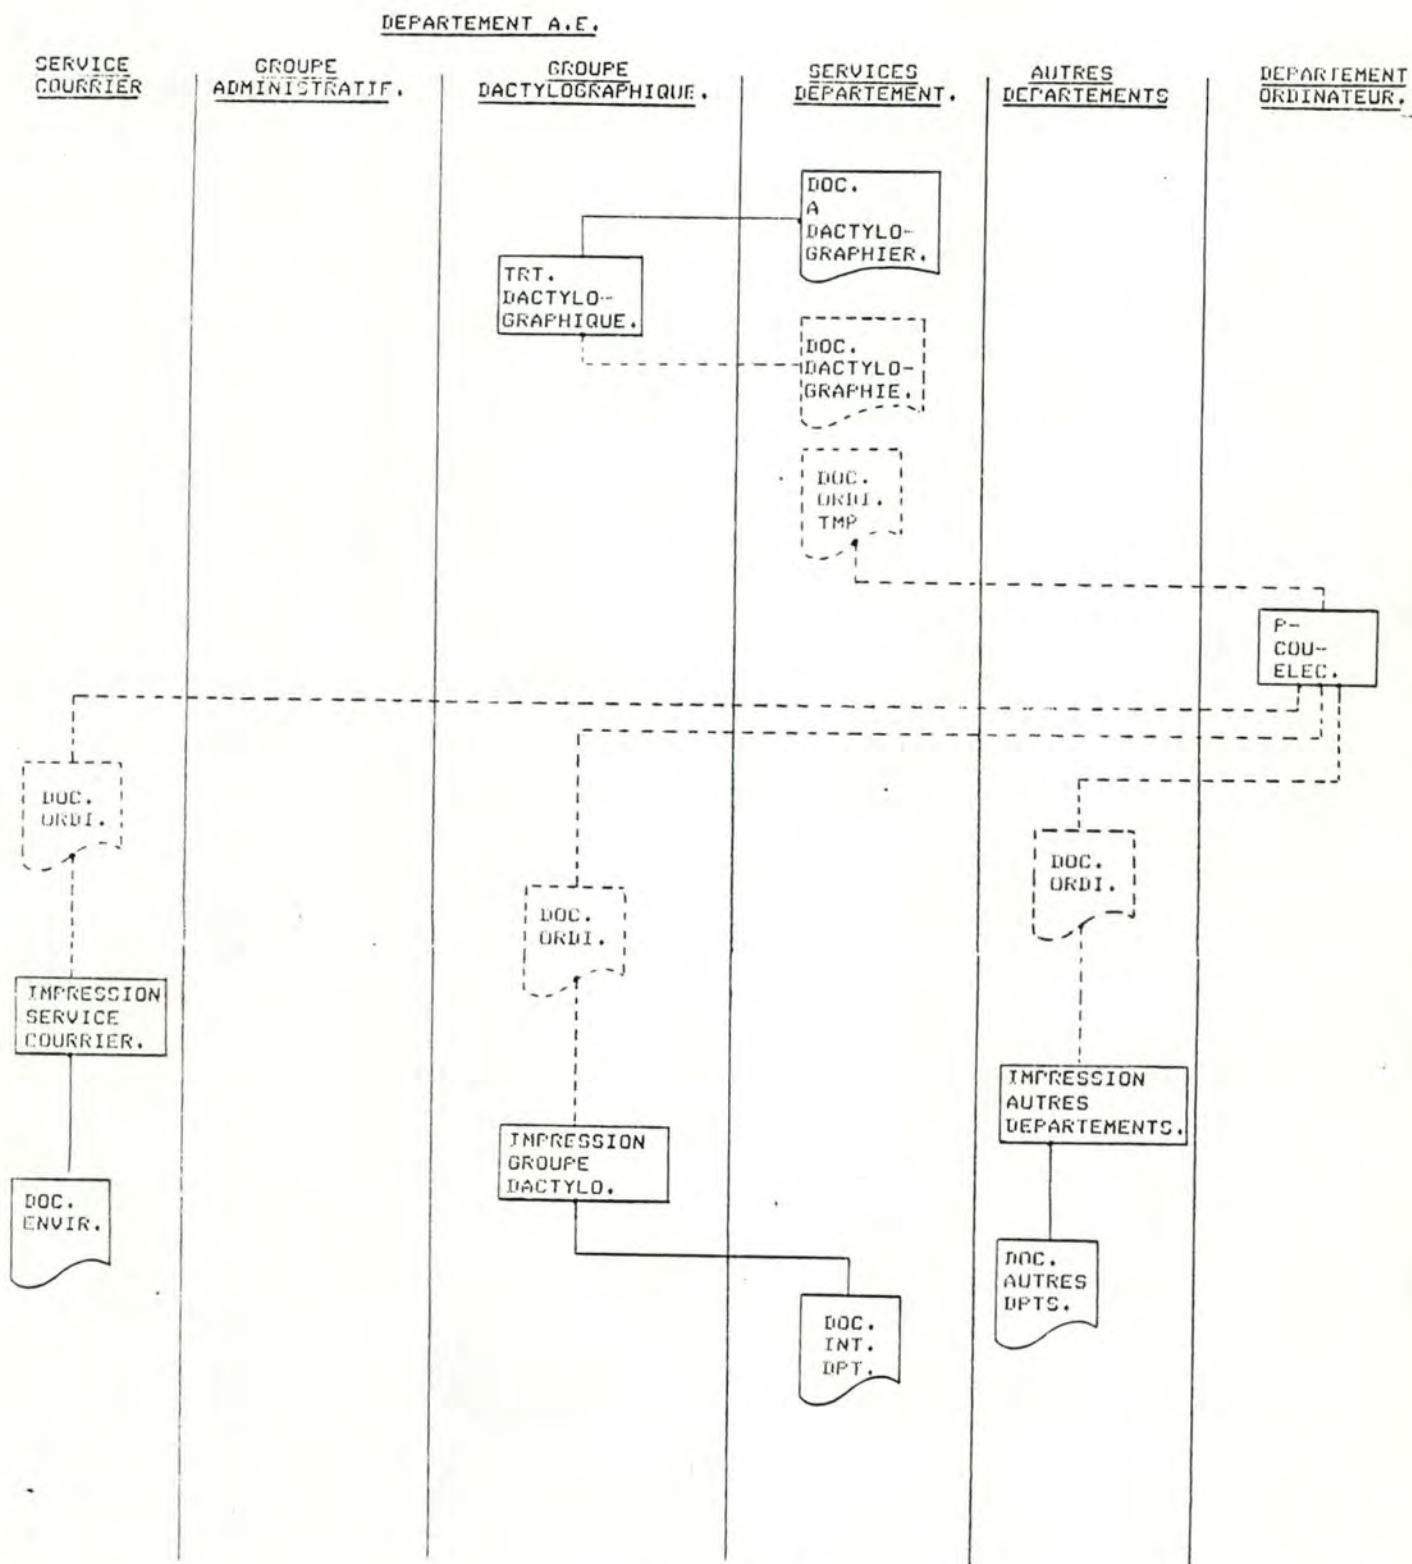 DEPARTEMENT A.E.
SERVICE
COURRIER
GROUPE
ADMINISTRATIF.
GROUPE
DACTYLOGRAPHIQUE.
SERVICES
DEPARTEMENT.
AUTRES
DEPARTEMENTS
DEPARTEMENT
ORDINATEUR.
DOC.
A
DACTYLO-
GRAPHIER.
TRT.
DACTYLO-
GRAPHIQUE.
DOC.
DACTYLO-
GRAPHIE.
DOC.
ORDI.
TMP
P-
COU-
ELEC.
DOC.
ORDI.
DOC.
ORDI.
DOC.
ORDI.
IMPRESSION
SERVICE
COURRIER.
IMPRESSION
AUTRES
DEPARTEMENTS.
IMPRESSION
GROUPE
DACTYLO.
DOC.
ENVIR.
DOC.
AUTRES
DPTS.
DOC.
INT.
DPT.